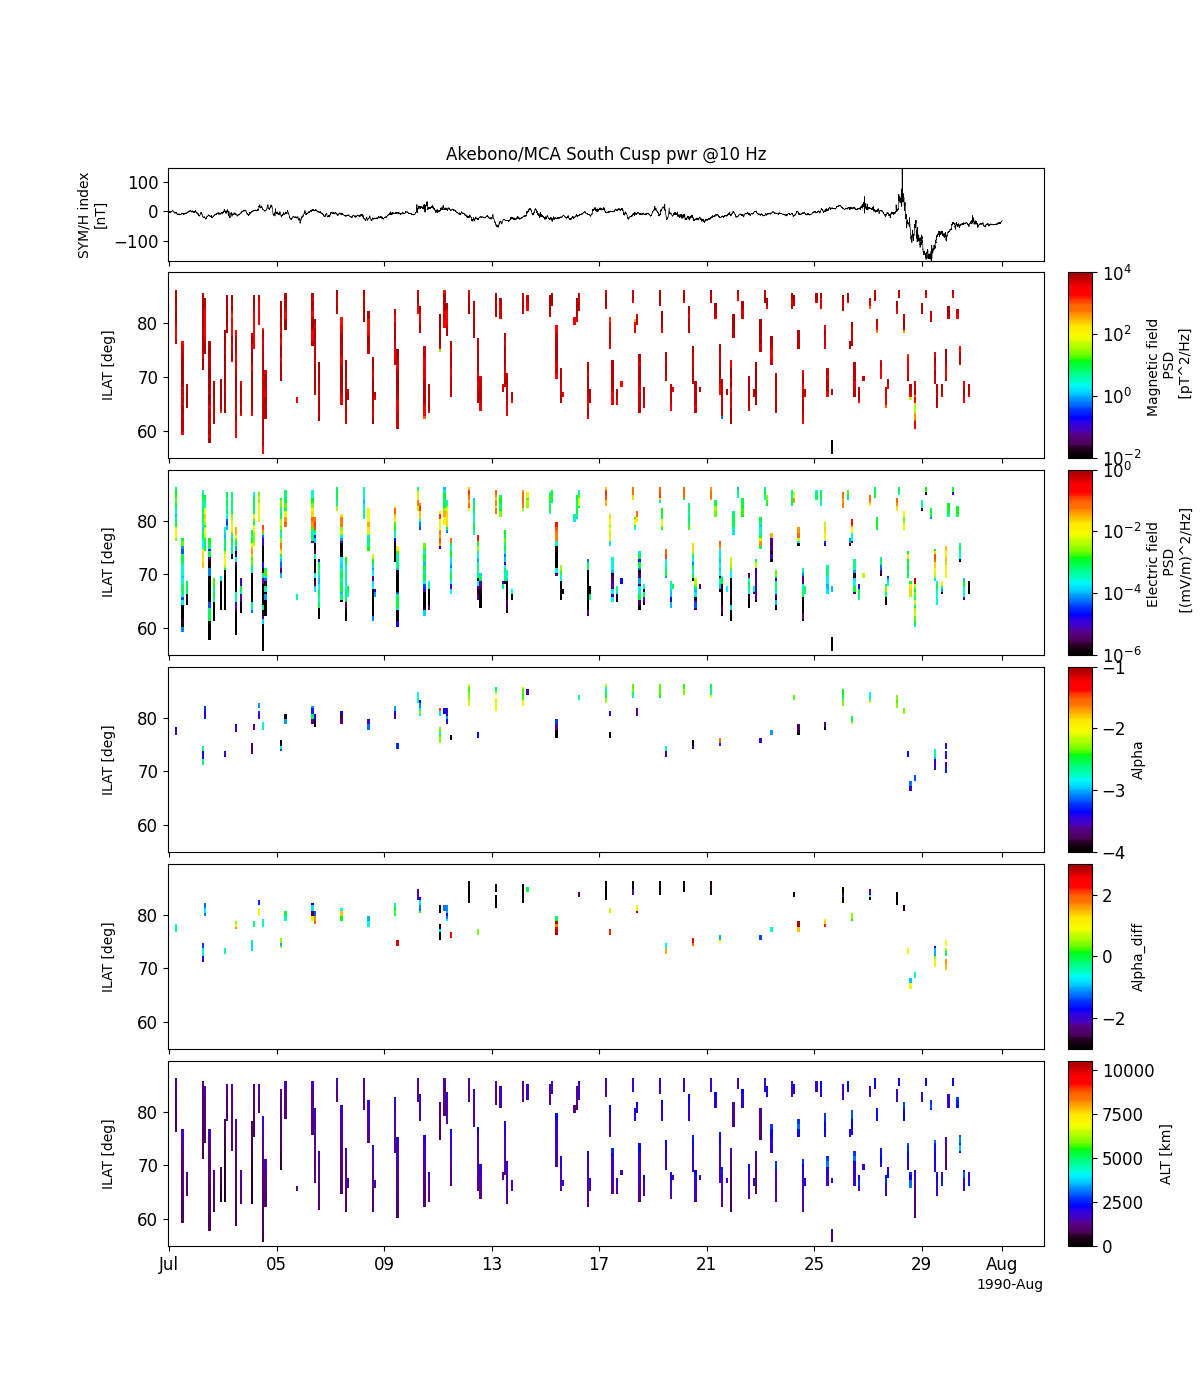 Akebono/MCA South Cusp pwr @10 Hz
SYM/H index
[nT]
100
0
−100
ILAT [deg]
80
70
60
10^4
10^2
10^0
10^−2
Magnetic field
PSD
[pT^2/Hz]
ILAT [deg]
80
70
60
10^0
10^−2
10^−4
10^−6
Electric field
PSD
[(mV/m)^2/Hz]
ILAT [deg]
80
70
60
−1
−2
−3
−4
Alpha
ILAT [deg]
80
70
60
2
0
−2
Alpha_diff
ILAT [deg]
80
70
60
10000
7500
5000
2500
0
ALT [km]
Jul 05 09 13 17 21 25 29 Aug
1990-Aug